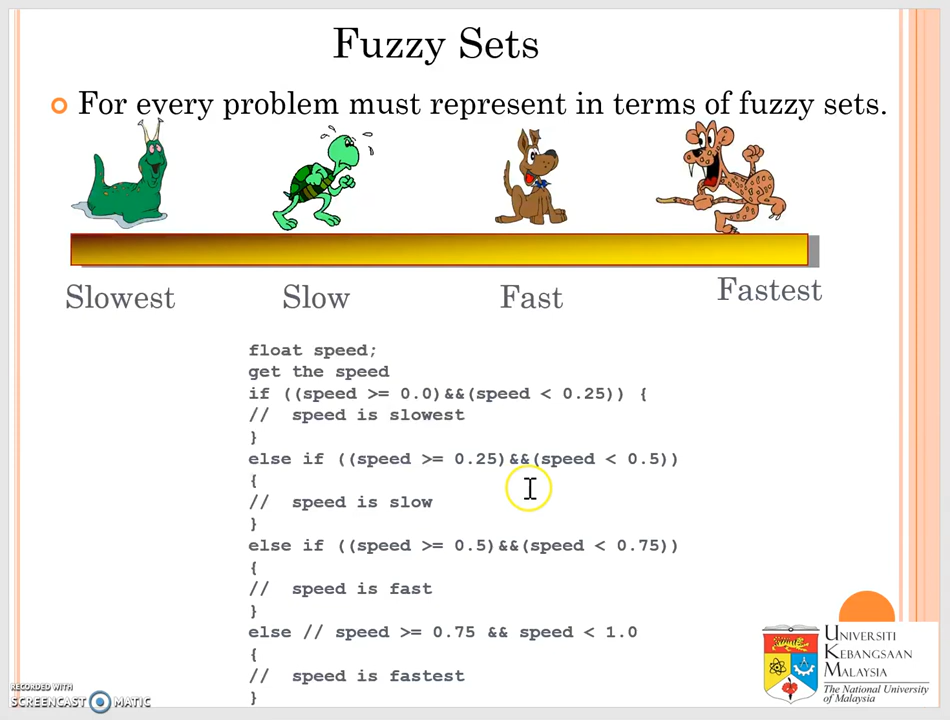 Fuzzy Sets
For every problem must represent in terms of fuzzy sets.
Slowest Slow Fast Fastest
float speed;
get the speed
if ((speed >= 0.0)&&(speed < 0.25)) {
// speed is slowest
}
else if ((speed >= 0.25)&&(speed < 0.5))
{
// speed is slow
}
else if ((speed >= 0.5)&&(speed < 0.75))
{
// speed is fast
}
else // speed >= 0.75 && speed < 1.0
{
// speed is fastest
}
UNIVERSITI
KEBANGSAAN
MALAYSIA
The National University
of Malaysia
RECORDED WITH
SCREENCAST MATIC